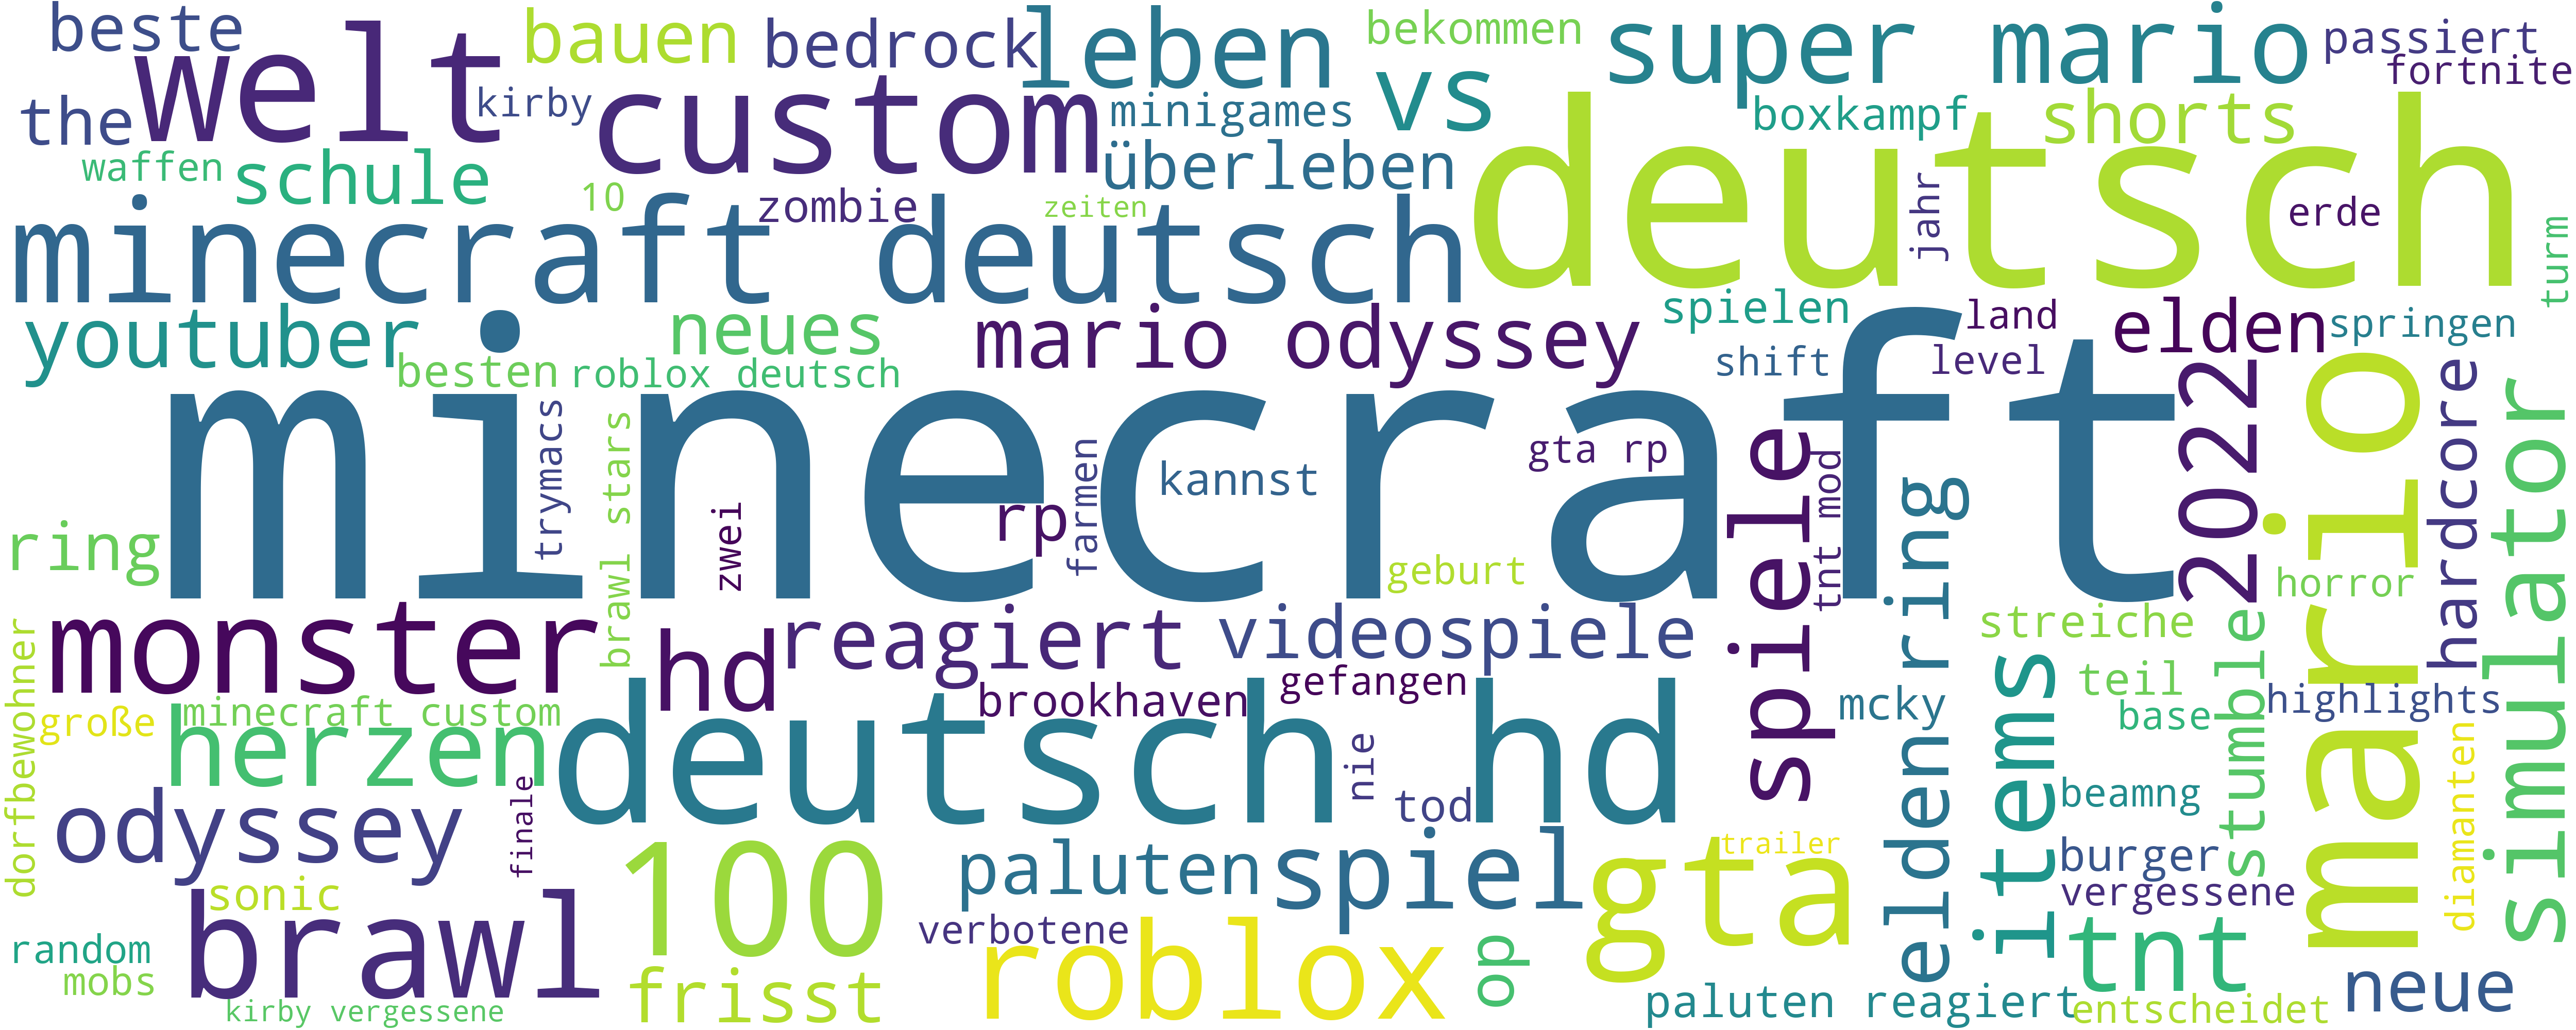 beste
welt
bauen
bedrock
leben
bekommen
super mario
passiert
fortnite
the
kirby
custom
minigames
vs
boxkampf
shorts
waffen
schule
überleben
deutsch
10
zombie
zeiten
jahr
erde
turm
minecraft deutsch
youtuber
neues
mario odyssey
spielen
land
elden
springen
besten
roblox deutsch
shift
level
minecraft
2022
mario
hardcore
simulator
trymacs
brawl stars
zwei
rp
farmen
kannst
gta rp
spiele
tnt mod
elden ring
ring
geburt
horror
monster
hd
reagiert
videospiele
streiche
stumble
dorfbewohner
große
minecraft custom
herzen
brookhaven
gefangen
deutsch hd
nie
tod
mcky
items
teil
base
highlights
diamanten
odyssey
finale
beamng
100
paluten
spiel
gta
trailer
burger
vergessene
sonic
brawl
verbotene
roblox
op
tnt
random
mobs
frisst
neue
kirby vergessene
paluten reagiert
entscheidet